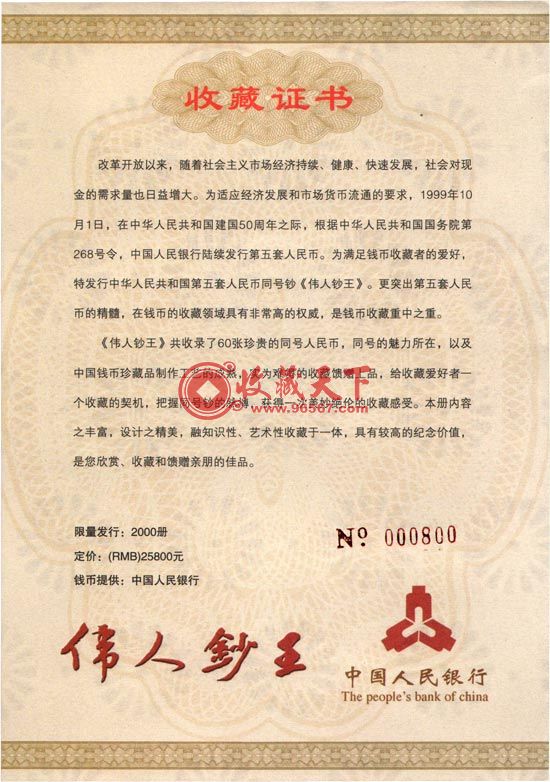 收藏证书
改革开放以来，随着社会主义市场经济持续、健康、快速发展，社会对现
金的需求量也日益增大。为适应经济发展和市场货币流通的要求，1999年10
月1日，在中华人民共和国建国50周年之际，根据中华人民共和国国务院第
268号令，中国人民银行陆续发行第五套人民币。为满足钱币收藏者的爱好，
特发行中华人民共和国第五套人民币同号钞《伟人钞王》。更突出第五套人民
币的精髓，在钱币的收藏领域具有非常高的权威，是钱币收藏重中之重。
《伟人钞王》共收录了60张珍贵的同号人民币，同号的魅力所在，以及
中国钱币珍藏品制作工艺的成熟，成为难得的收藏馈赠上品，给收藏爱好者一
个收藏的契机，把握同号钞的脉搏，获得一次美妙绝伦的收藏感受。本册内容
之丰富，设计之精美，融知识性、艺术性收藏于一体，具有较高的纪念价值，
是您欣赏、收藏和馈赠亲朋的佳品。
收藏天下
www.96567.com
限量发行：2000册
定价：(RMB)25800元
钱币提供：中国人民银行
№ 000800
伟人鈔王
中国人民银行
The people's bank of china